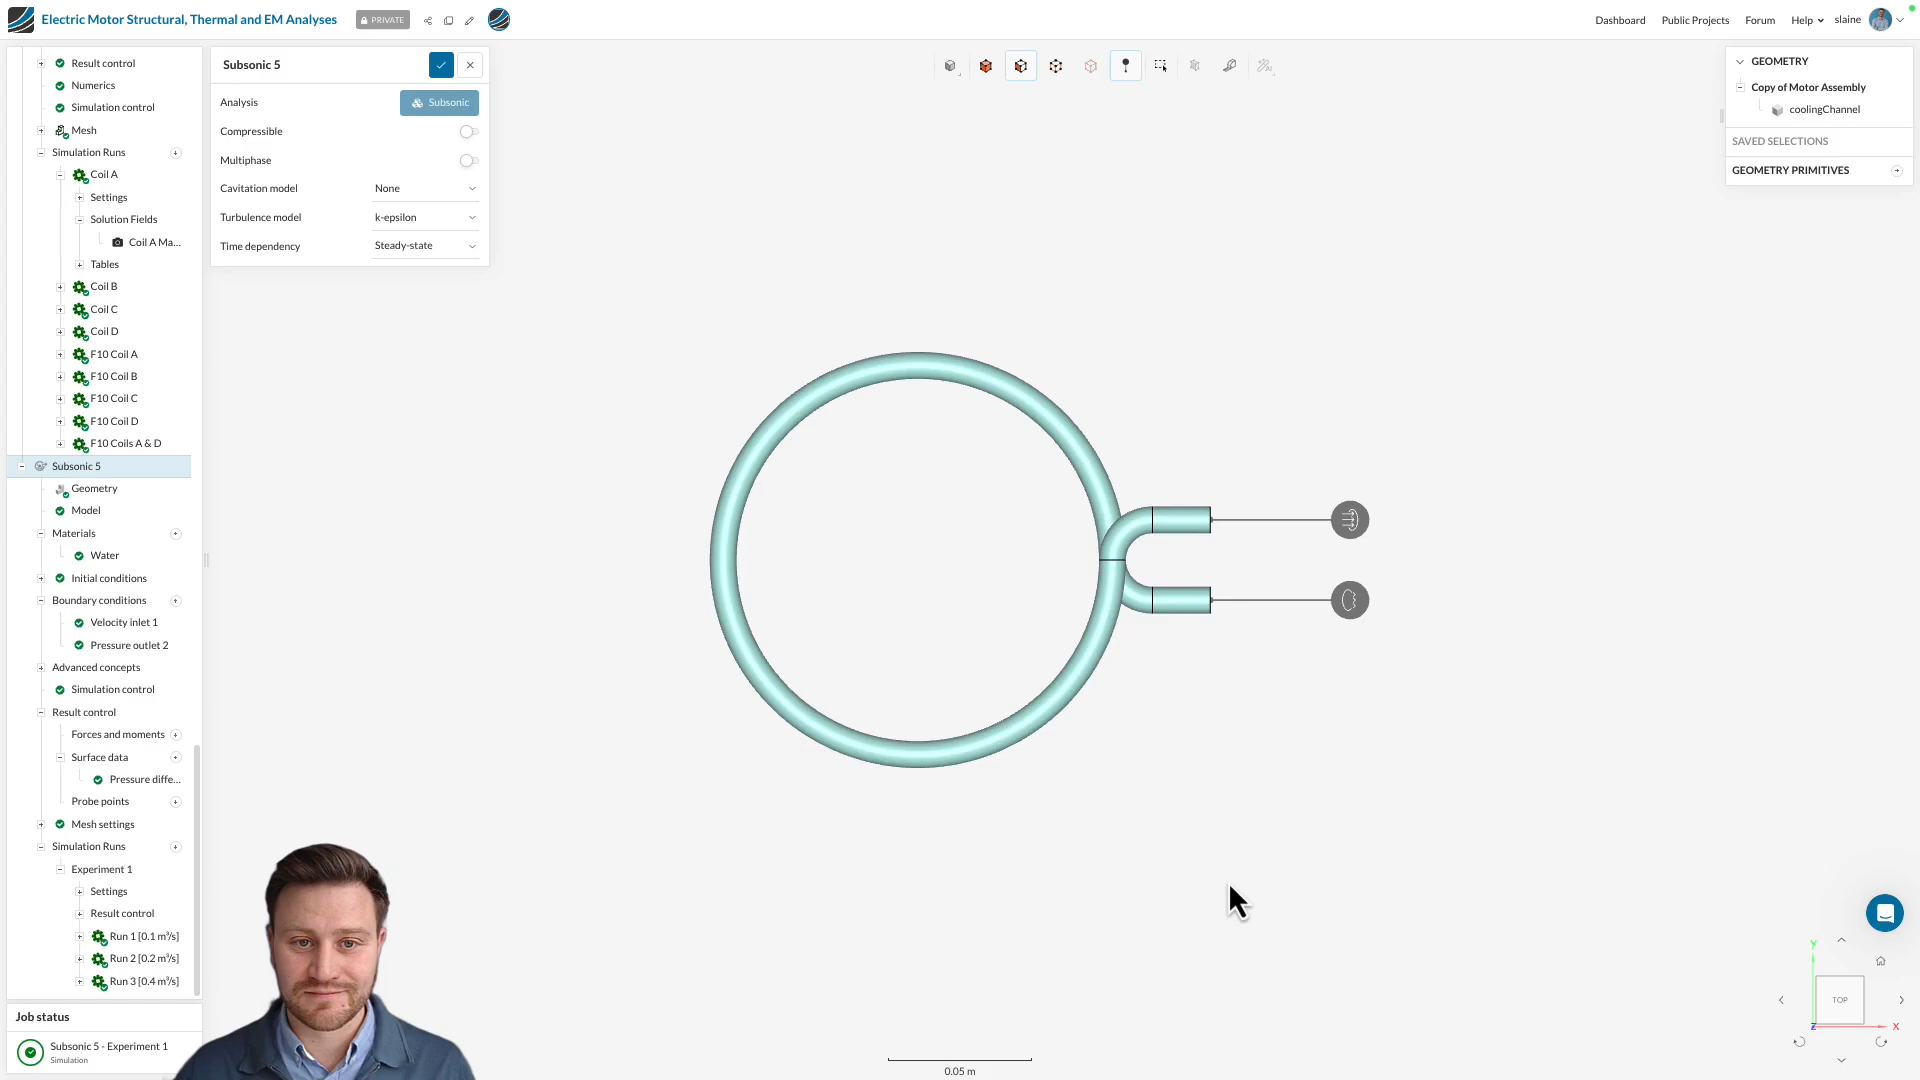 Electric Motor Structural, Thermal and EM Analyses
PRIVATE
Dashboard
Public Projects
Forum
Help
slaine
Result control
Numerics
Simulation control
Mesh
Simulation Runs
Coil A
Settings
Solution Fields
Coil A Ma...
Tables
Coil B
Coil C
Coil D
F10 Coil A
F10 Coil B
F10 Coil C
F10 Coil D
F10 Coils A & D
Subsonic 5
Geometry
Model
Materials
Water
Initial conditions
Boundary conditions
Velocity inlet 1
Pressure outlet 2
Advanced concepts
Simulation control
Result control
Forces and moments
Surface data
Pressure diffe...
Probe points
Mesh settings
Simulation Runs
Experiment 1
Settings
Result control
Run 1 [0.1 m³/s]
Run 2 [0.2 m³/s]
Run 3 [0.4 m³/s]
Job status
Subsonic 5 - Experiment 1
Simulation
Subsonic 5
Analysis
Subsonic
Compressible
Multiphase
Cavitation model
None
Turbulence model
k-epsilon
Time dependency
Steady-state
GEOMETRY
Copy of Motor Assembly
coolingChannel
SAVED SELECTIONS
GEOMETRY PRIMITIVES
0.05 m
Y
TOP
Z
X